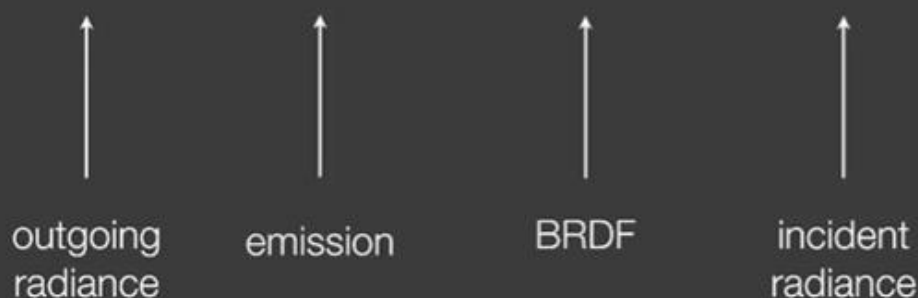 outgoing
radiance
emission
BRDF
incident
radiance